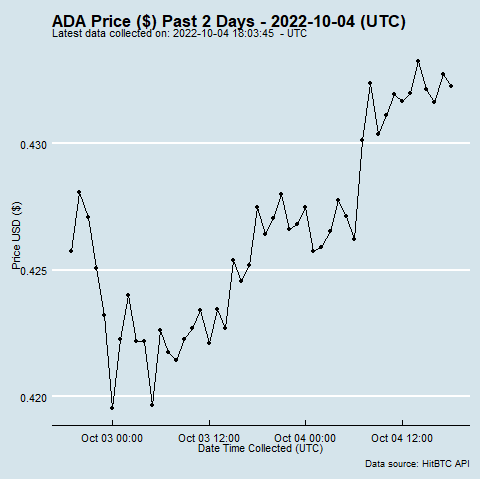 ADA Price ($) Past 2 Days - 2022-10-04 (UTC)
Latest data collected on: 2022-10-04 18:03:45 - UTC
0.430
0.425
0.420
Price USD ($)
Oct 03 00:00 Oct 03 12:00 Oct 04 00:00 Oct 04 12:00
Date Time Collected (UTC)
Data source: HitBTC API